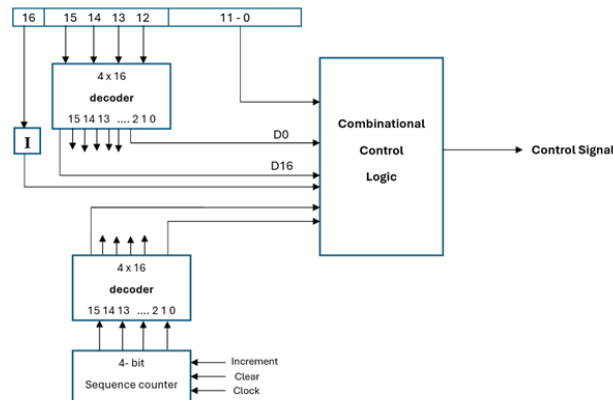 16 15 14 13 12 11 - 0
4 x 16
decoder
15 14 13 .... 2 1 0
I
D0
D16
Combinational
Control
Logic
Control Signal
4 x 16
decoder
15 14 13 .... 2 1 0
4- bit
Sequence counter
Increment
Clear
Clock